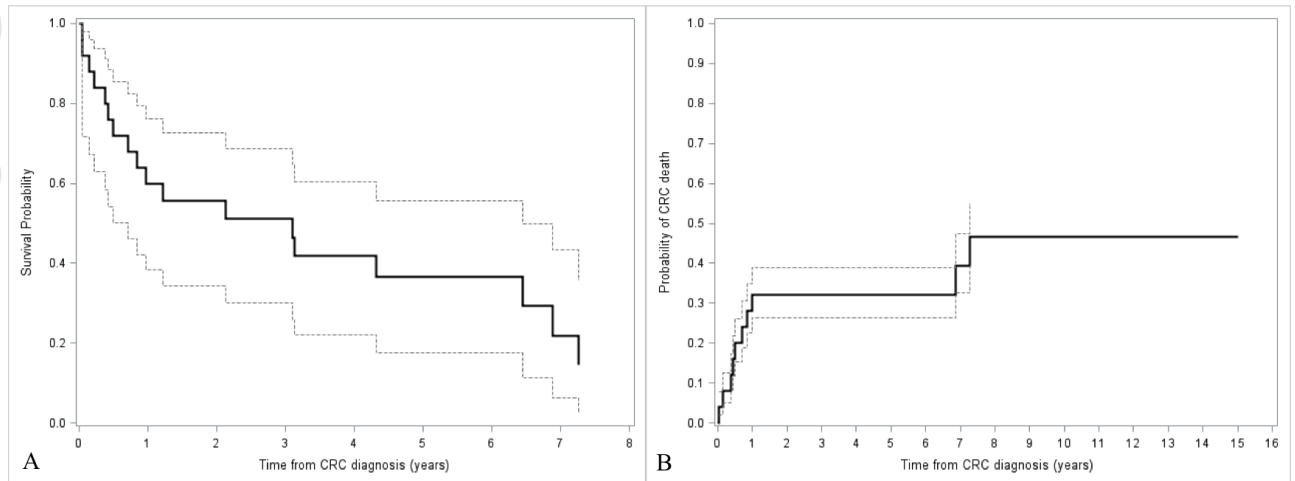 Survival Probability
1.0
0.8
0.6
0.4
0.2
0.0
0 1 2 3 4 5 6 7 8
Time from CRC diagnosis (years)
A
Probability of CRC death
1.0
0.9
0.8
0.7
0.6
0.5
0.4
0.3
0.2
0.1
0.0
0 1 2 3 4 5 6 7 8 9 10 11 12 13 14 15 16
Time from CRC diagnosis (years)
B